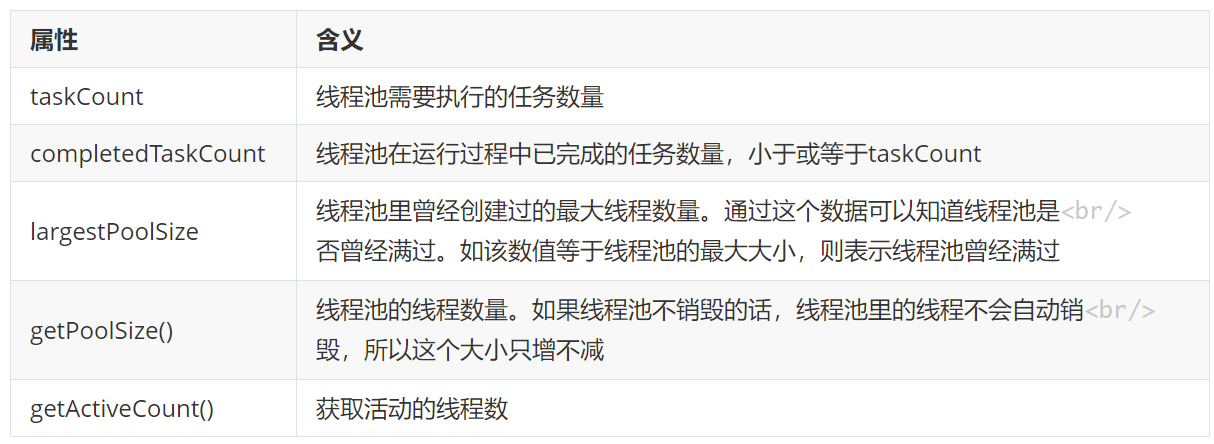 属性 含义
taskCount 线程池需要执行的任务数量
completedTaskCount 线程池在运行过程中已完成的任务数量，小于或等于taskCount
largestPoolSize 线程池里曾经创建过的最大线程数量。通过这个数据可以知道线程池是<br/>
否曾经满过。如该数值等于线程池的最大大小，则表示线程池曾经满过
getPoolSize() 线程池的线程数量。如果线程池不销毁的话，线程池里的线程不会自动销<br/>
毁，所以这个大小只增不减
getActiveCount() 获取活动的线程数